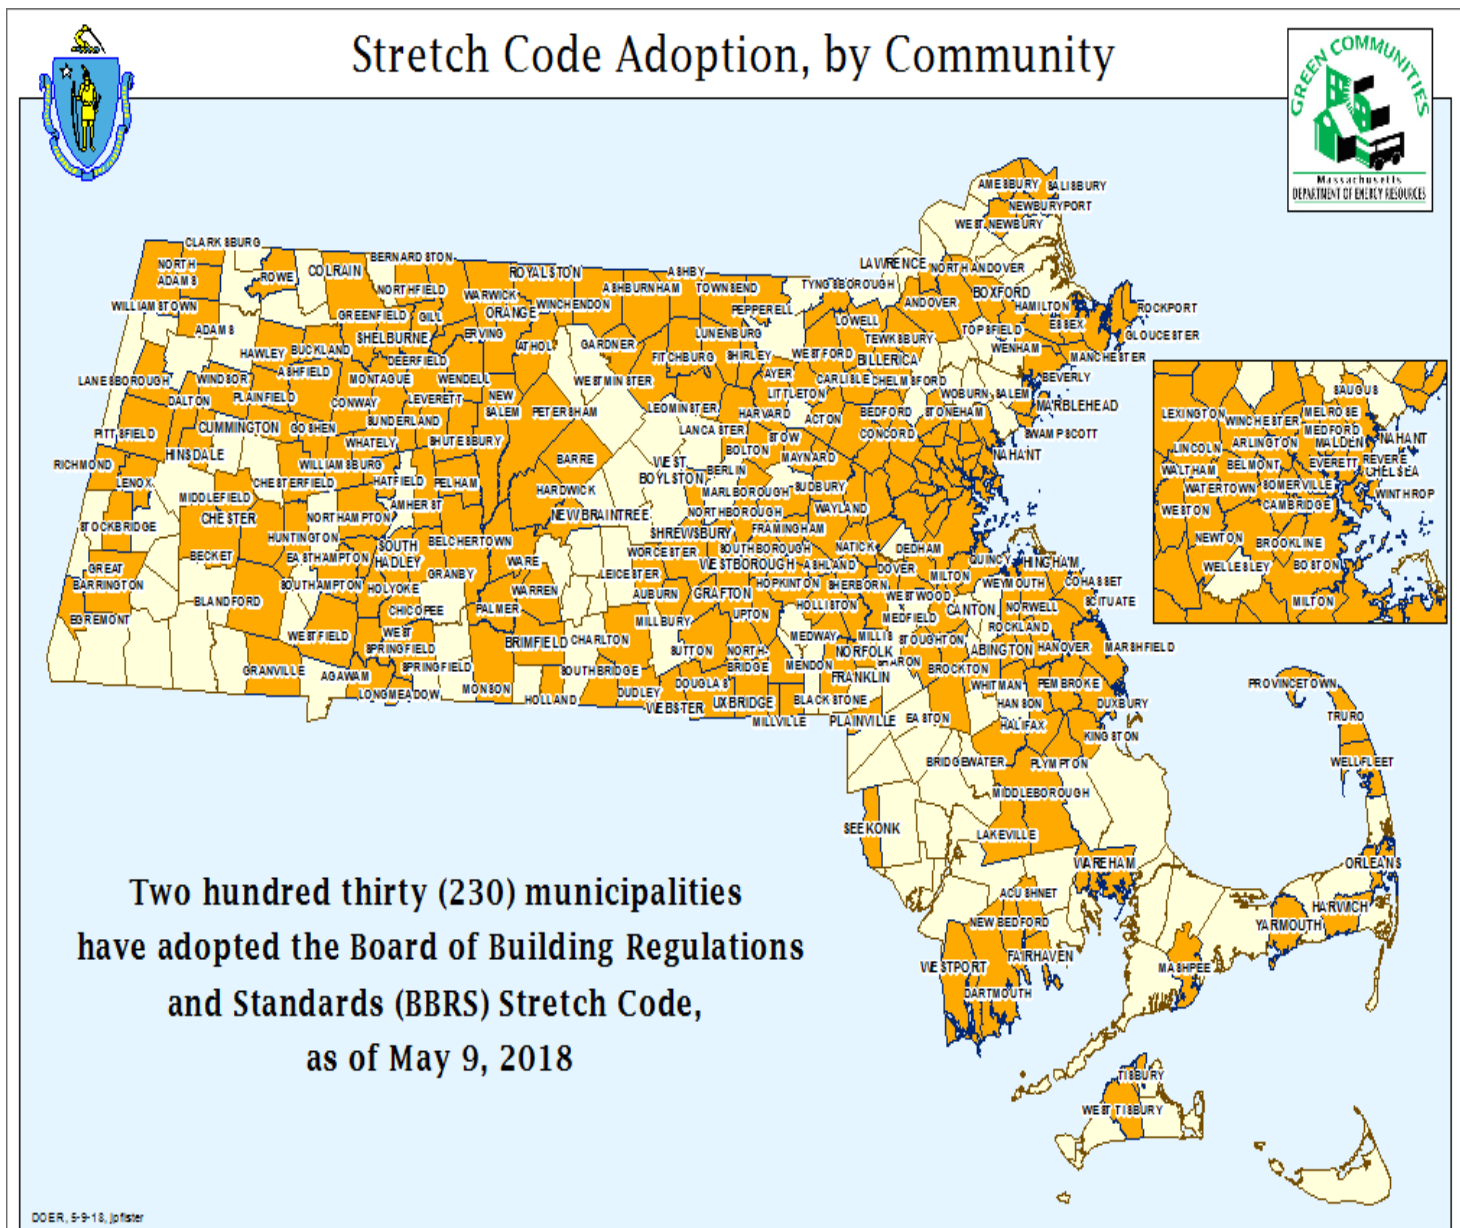 Stretch Code Adoption, by Community
GREEN COMMUNITIES
Massachusetts
DEPARTMENT OF ENERGY RESOURCES
AMESBURY
SALISBURY
NEWBURYPORT
WEST NEWBURY
CLARKSBURG
BERNARDSTON
NORTH
ADAMS
ROWE
COLRAIN
ROYALSTON
ASHBY
LAWRENCE
NORTH ANDOVER
NORTHFIELD
WARWICK
WINCHENDON
ASHBURNHAM
TOWNSEND
TYNGSBOROUGH
BOXFORD
WILLIAMSTOWN
GREENFIELD
GILL
ORANGE
PEPPERELL
ANDOVER
HAMILTON
ROCKPORT
ADAMS
SHELBURNE
ERVING
ATHOL
GARDNER
LUNENBURG
LOWELL
TEWKSBURY
TOPSFIELD
ESSEX
GLOUCESTER
HAWLEY
BUCKLAND
DEERFIELD
FITCHBURG
SHIRLEY
WESTFORD
BILLERICA
WENHAM
MANCHESTER
LANESBOROUGH
WINDSOR
ASHFIELD
MONTAGUE
WENDELL
WESTMINSTER
AYER
CARLISLE
CHELMSFORD
BEVERLY
DALTON
PLAINFIELD
CONWAY
LEVERETT
NEW
SALEM
PETERSHAM
LEOMINSTER
LITTLETON
HARVARD
ACTON
BEDFORD
STONEHAM
WOBURN
SALEM
MARBLEHEAD
PITTSFIELD
CUMMINGTON
GOSHEN
SUNDERLAND
WHATELY
SHUTESBURY
LANCASTER
STOW
BOLTON
MAYNARD
CONCORD
SWAMPSCOTT
NAHANT
RICHMOND
HINSDALE
WILLIAMSBURG
BARRE
WEST
BOYLSTON
BERLIN
LENOX
MIDDLEFIELD
CHESTERFIELD
HATFIELD
PELHAM
HARDWICK
MARLBOROUGH
SUDBURY
STOCKBRIDGE
CHESTER
NORTHAMPTON
AMHERST
NEW BRAINTREE
NORTHBOROUGH
WAYLAND
HUNTINGTON
SOUTH
HADLEY
BELCHERTOWN
SHREWSBURY
FRAMINGHAM
BECKET
EASTHAMPTON
WARE
WORCESTER
SOUTHBOROUGH
NATICK
DEDHAM
QUINCY
HINGHAM
GREAT
BARRINGTON
SOUTHAMPTON
HOLYOKE
GRANBY
LEICESTER
WESTBOROUGH
ASHLAND
DOVER
MILTON
WEYMOUTH
COHASSET
BLANDFORD
CHICOPEE
PALMER
WARREN
AUBURN
GRAFTON
HOPKINTON
SHERBORN
WESTWOOD
CANTON
NORWELL
SCITUATE
EGREMONT
WESTFIELD
WEST
SPRINGFIELD
BRIMFIELD
CHARLTON
MILLBURY
UPTON
HOLLISTON
MEDFIELD
ROCKLAND
MEDWAY
MILLIS
STOUGHTON
ABINGTON
HANOVER
MARSHFIELD
GRANVILLE
AGAWAM
SPRINGFIELD
SOUTHBRIDGE
SUTTON
NORTH-
BRIDGE
MENDON
NORFOLK
SHARON
BROCKTON
LONGMEADOW
MONSON
HOLLAND
DUDLEY
DOUGLAS
FRANKLIN
WHITMAN
PEMBROKE
WEBSTER
UXBRIDGE
BLACKSTONE
HANSON
DUXBURY
MILLVILLE
PLAINVILLE
EASTON
HALIFAX
KINGSTON
BRIDGEWATER
PLYMPTON
MIDDLEBOROUGH
SEEKONK
LAKEVILLE
WAREHAM
ACUSHNET
NEW BEDFORD
FAIRHAVEN
WESTPORT
DARTMOUTH
MASHPEE
PROVINCETOWN
TRURO
WELLFLEET
ORLEANS
HARWICH
YARMOUTH
TISBURY
WEST TISBURY
SAUGUS
LEXINGTON
WINCHESTER
MELROSE
MEDFORD
LINCOLN
ARLINGTON
MALDEN
NAHANT
WALTHAM
BELMONT
EVERETT
REVERE
CHELSEA
WATERTOWN
SOMERVILLE
WINTHROP
WESTON
CAMBRIDGE
NEWTON
BROOKLINE
WELLESLEY
BOSTON
MILTON
Two hundred thirty (230) municipalities
have adopted the Board of Building Regulations
and Standards (BBRS) Stretch Code,
as of May 9, 2018
DOER, 5-9-18, jpfister